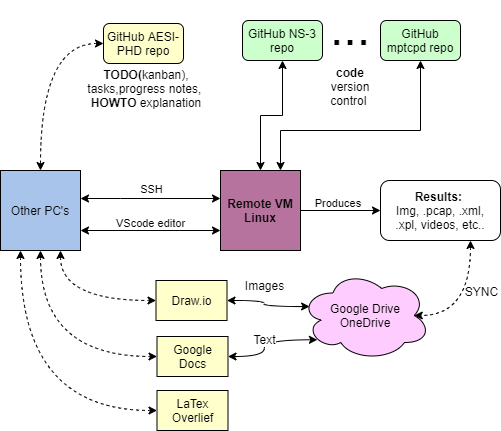 GitHub AESI-
PHD repo
GitHub NS-3
repo
GitHub
mptcpd repo
TODO(kanban),
tasks,progress notes,
HOWTO explanation
code
version
control
Other PC's
SSH
VScode editor
Remote VM
Linux
Produces
Results:
Img, .pcap, .xml,
.xpl, videos, etc..
Draw.io
Images
Google Drive
OneDrive
SYNC
Google
Docs
Text
LaTex
Overlief